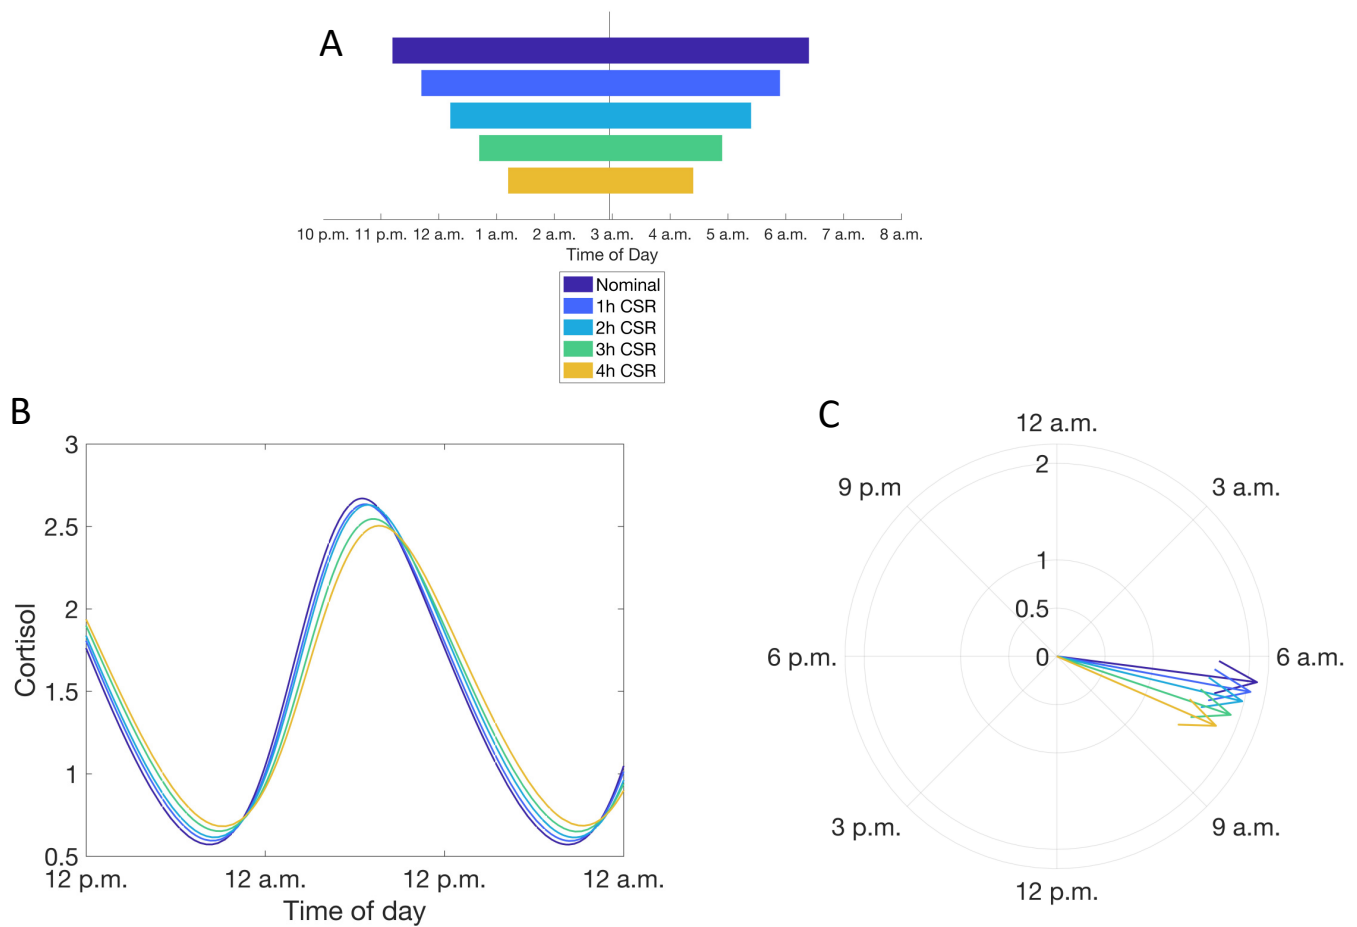 A
10 p.m. 11 p.m. 12 a.m. 1 a.m. 2 a.m. 3 a.m. 4 a.m. 5 a.m. 6 a.m. 7 a.m. 8 a.m.
Time of Day
Nominal
1h CSR
2h CSR
3h CSR
4h CSR
B
3
2.5
2
1.5
1
0.5
Cortisol
12 p.m. 12 a.m. 12 p.m. 12 a.m.
Time of day
C
12 a.m.
2
9 p.m 3 a.m.
1
0.5
6 p.m. 0 6 a.m.
3 p.m. 9 a.m.
12 p.m.